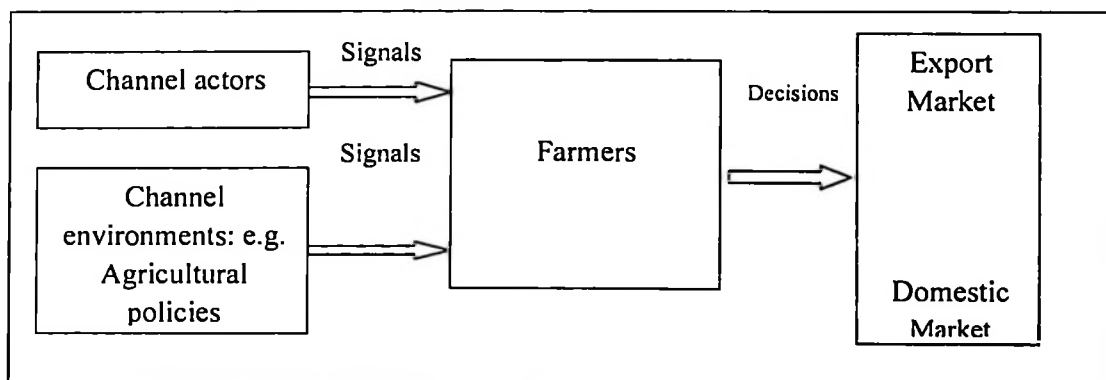 Channel actors
Signals
Signals
Channel
environments: e.g.
Agricultural
policies
Farmers
Decisions
Export
Market
Domestic
Market